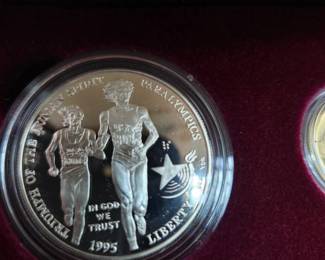 TRIUMPH OF THE HUMAN SPIRIT
PARALYMPICS
IN GOD
WE
TRUST
LIBERTY
1995